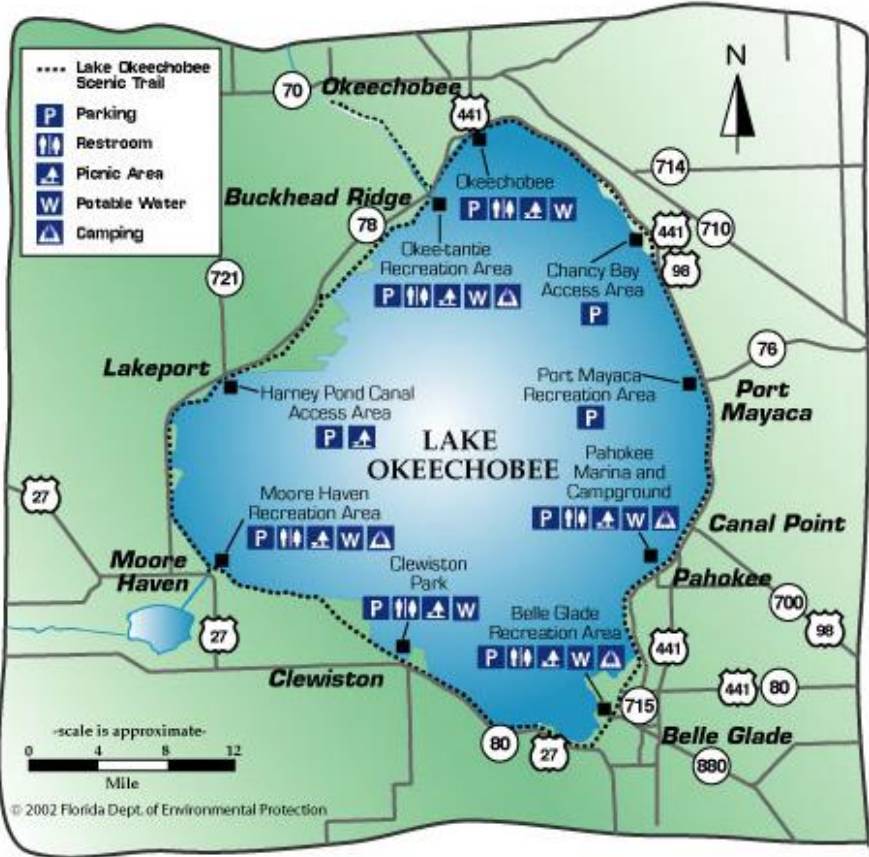 Lake Okeechobee
Scenic Trail
P Parking
Restroom
Picnic Area
W Potable Water
Camping
N
70
Okeechobee
441
714
Okeechobee
P W
Buckhead Ridge
78
441
710
98
Okee-tantie
Recreation Area
P W
Chancy Bay
Access Area
P
721
76
Lakeport
Harney Pond Canal
Access Area
P
Port Mayaca
Recreation Area
P
Port
Mayaca
LAKE
OKEECHOBEE
Pahokee
Marina and
Campground
P W
27
Moore Haven
Recreation Area
P W
Canal Point
Moore
Haven
Clewiston
Park
P W
Pahokee
700
98
27
Belle Glade
Recreation Area
P W
441
Clewiston
441 80
715
Belle Glade
80
27
880
-scale is approximate-
0 4 8 12
Mile
© 2002 Florida Dept. of Environmental Protection